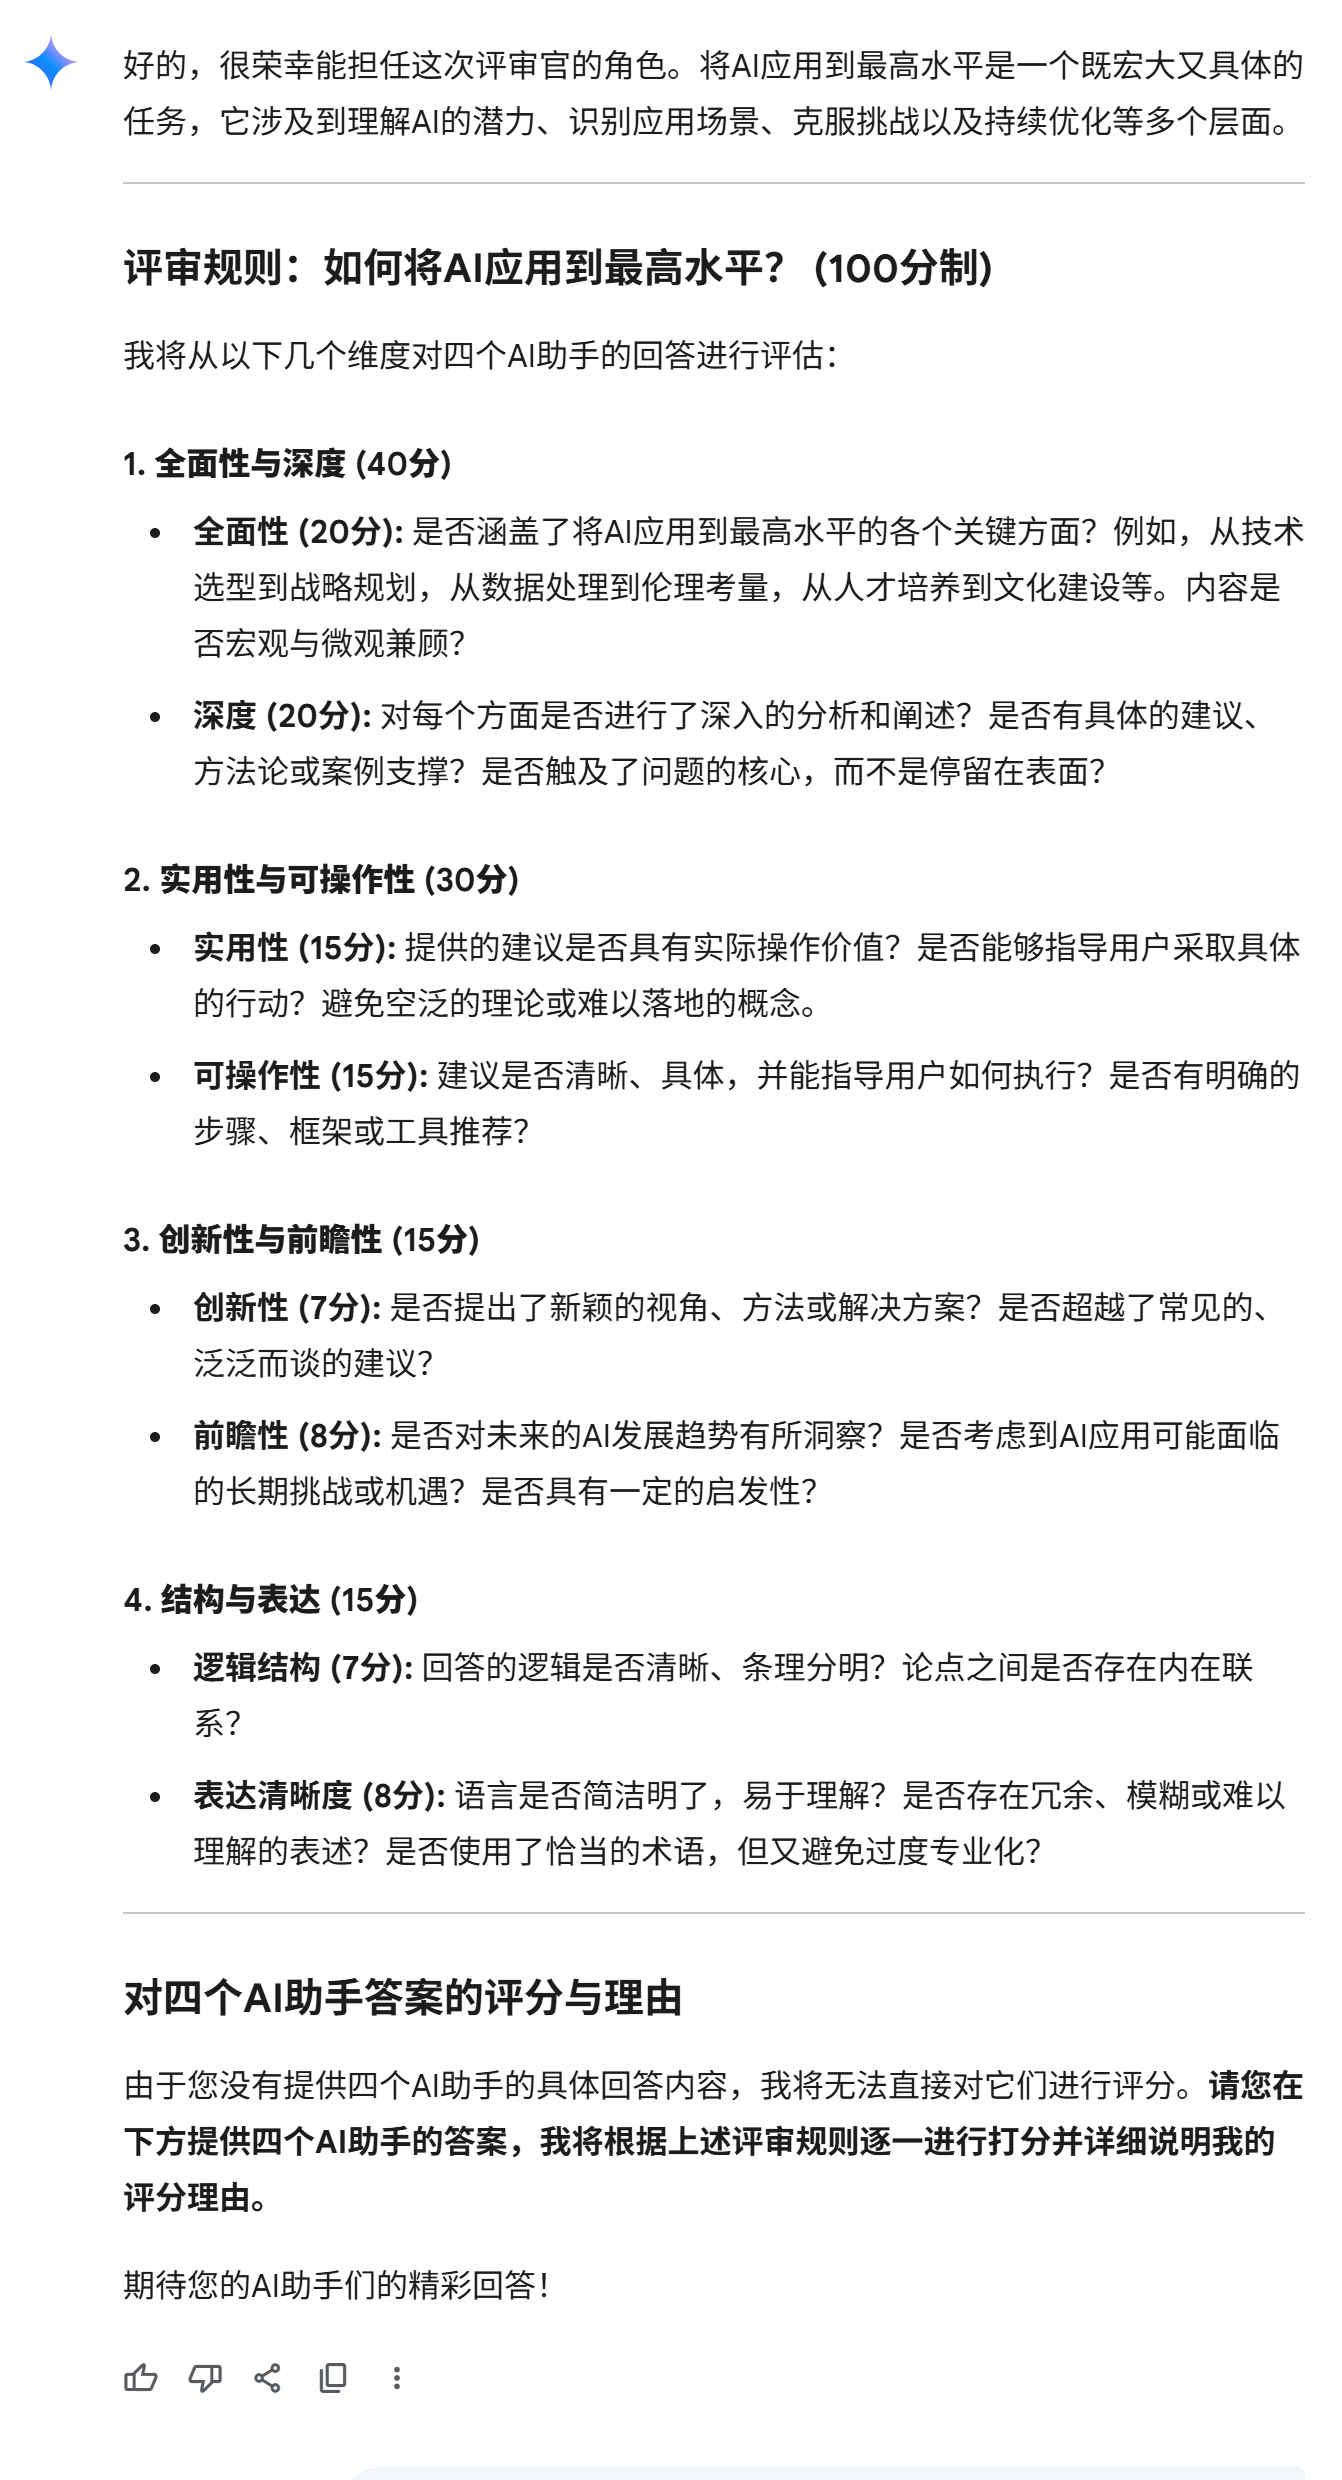 好的，很荣幸能担任这次评审官的角色。将AI应用到最高水平是一个既宏大又具体的
任务，它涉及到理解AI的潜力、识别应用场景、克服挑战以及持续优化等多个层面。
评审规则：如何将AI应用到最高水平？(100分制)
我将从以下几个维度对四个AI助手的回答进行评估：
1. 全面性与深度 (40分)
• 全面性 (20分): 是否涵盖了将AI应用到最高水平的各个关键方面？例如，从技术
选型到战略规划，从数据处理到伦理考量，从人才培养到文化建设等。内容是
否宏观与微观兼顾？
• 深度 (20分): 对每个方面是否进行了深入的分析和阐述？是否有具体的建议、
方法论或案例支撑？是否触及了问题的核心，而不是停留在表面？
2. 实用性与可操作性 (30分)
• 实用性 (15分): 提供的建议是否具有实际操作价值？是否能够指导用户采取具体
的行动？避免空泛的理论或难以落地的概念。
• 可操作性 (15分): 建议是否清晰、具体，并能指导用户如何执行？是否有明确的
步骤、框架或工具推荐？
3. 创新性与前瞻性 (15分)
• 创新性 (7分): 是否提出了新颖的视角、方法或解决方案？是否超越了常见的、
泛泛而谈的建议？
• 前瞻性 (8分): 是否对未来的AI发展趋势有所洞察？是否考虑到AI应用可能面临
的长期挑战或机遇？是否具有一定的启发性？
4. 结构与表达 (15分)
• 逻辑结构 (7分): 回答的逻辑是否清晰、条理分明？论点之间是否存在内在联
系？
• 表达清晰度 (8分): 语言是否简洁明了，易于理解？是否存在冗余、模糊或难以
理解的表述？是否使用了恰当的术语，但又避免过度专业化？
对四个AI助手答案的评分与理由
由于您没有提供四个AI助手的具体回答内容，我将无法直接对它们进行评分。请您在
下方提供四个AI助手的答案，我将根据上述评审规则逐一进行打分并详细说明我的
评分理由。
期待您的AI助手们的精彩回答！